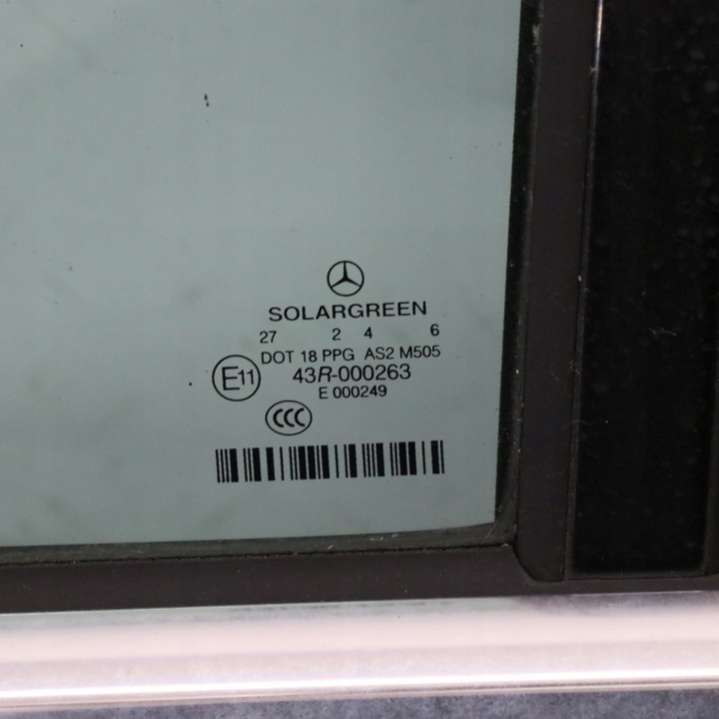 SOLARGREEN
27 2 4 6
DOT 18 PPG AS2 M505
E11 43R-000263
E 000249
CCC